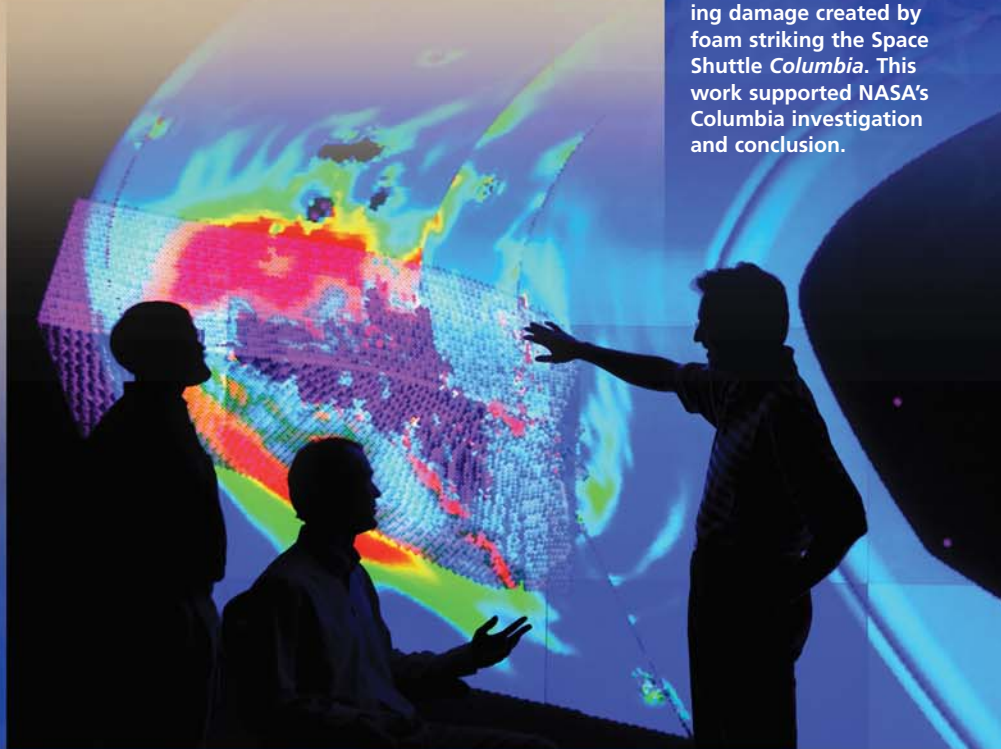 ing damage created by
foam striking the Space
Shuttle Columbia. This
work supported NASA's
Columbia investigation
and conclusion.